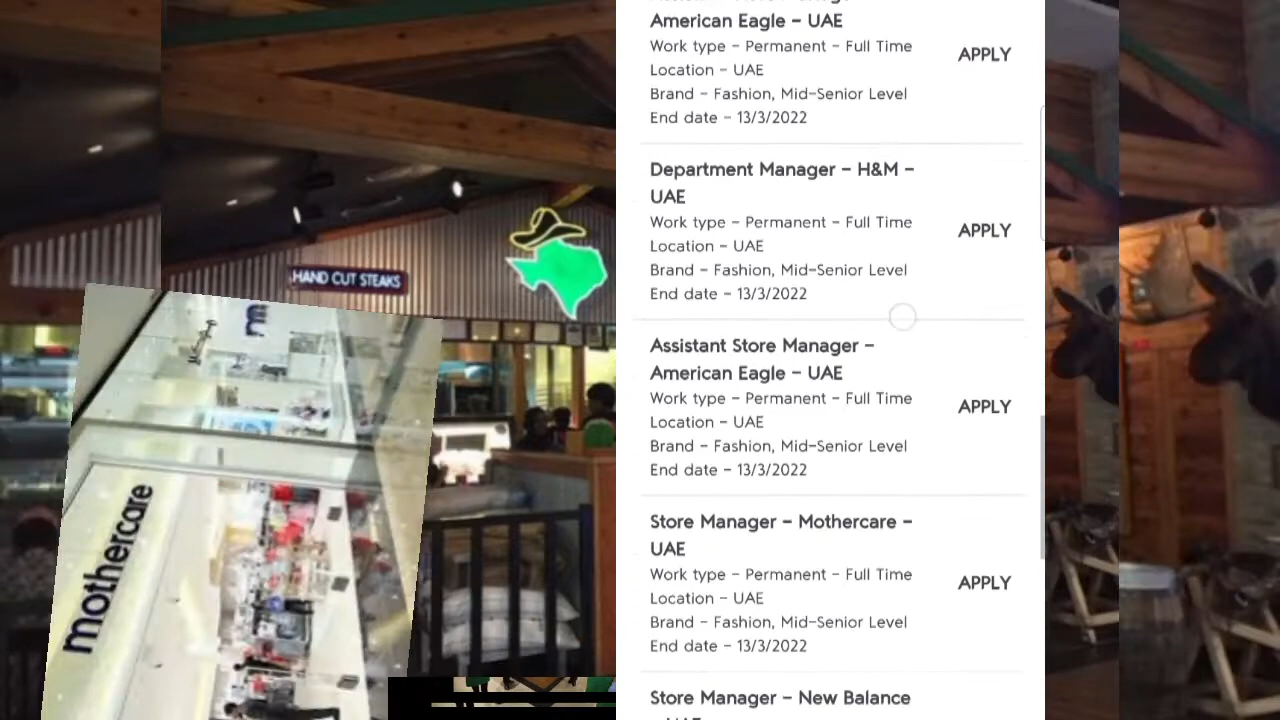 HAND CUT STEAKS
m
mothercare
American Eagle – UAE
Work type – Permanent – Full Time
Location – UAE
Brand – Fashion, Mid–Senior Level
End date – 13/3/2022
APPLY
Department Manager – H&M –
UAE
Work type – Permanent – Full Time
Location – UAE
Brand – Fashion, Mid–Senior Level
End date – 13/3/2022
APPLY
Assistant Store Manager –
American Eagle – UAE
Work type – Permanent – Full Time
Location – UAE
Brand – Fashion, Mid–Senior Level
End date – 13/3/2022
APPLY
Store Manager – Mothercare –
UAE
Work type – Permanent – Full Time
Location – UAE
Brand – Fashion, Mid–Senior Level
End date – 13/3/2022
APPLY
Store Manager – New Balance